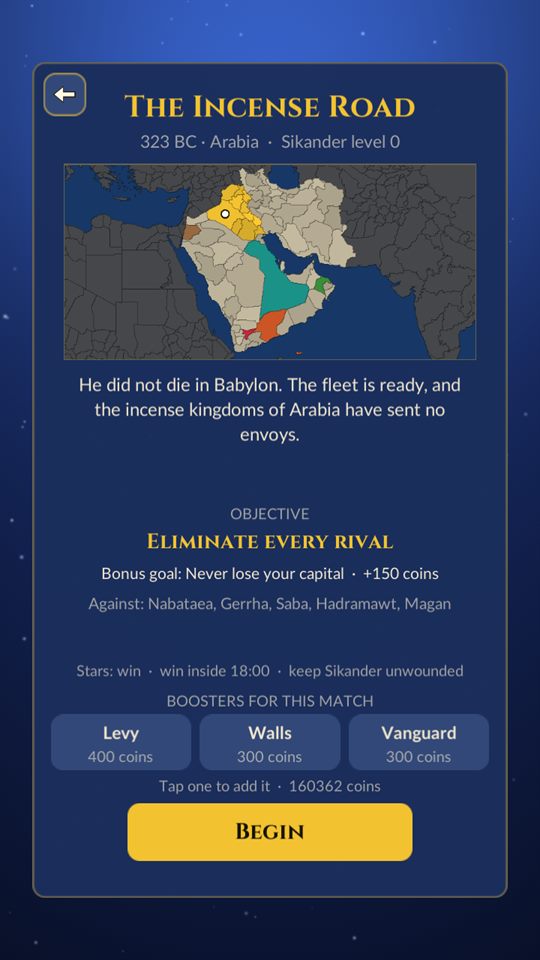 The Incense Road
323 BC · Arabia · Sikander level 0
He did not die in Babylon. The fleet is ready, and
the incense kingdoms of Arabia have sent no
envoys.
OBJECTIVE
Eliminate every rival
Bonus goal: Never lose your capital · +150 coins
Against: Nabataea, Gerrha, Saba, Hadramawt, Magan
Stars: win · win inside 18:00 · keep Sikander unwounded
BOOSTERS FOR THIS MATCH
Levy
400 coins
Walls
300 coins
Vanguard
300 coins
Tap one to add it · 160362 coins
Begin